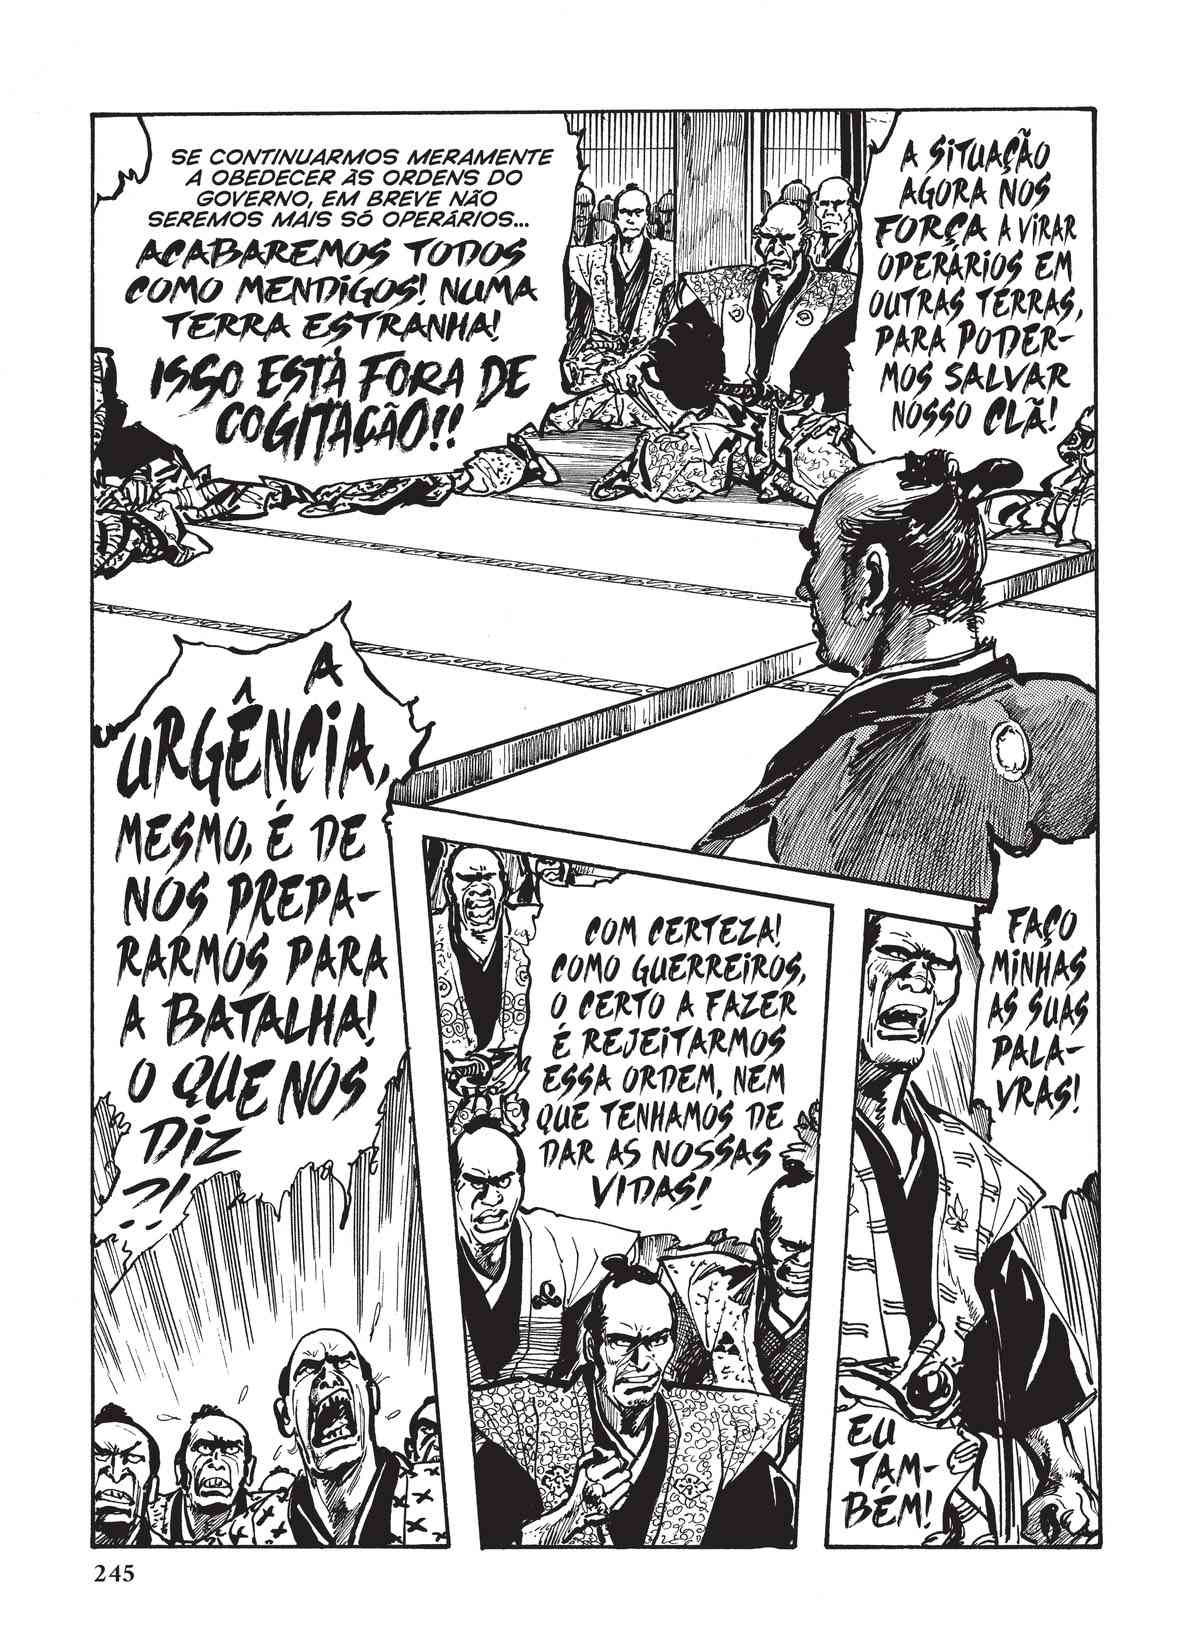 A SITUAÇÃO
AGORA NOS
FORÇA A VIRAR
OPERÁRIOS EM
OUTRAS TERRAS,
PARA PODER-
MOS SALVAR
NOSSO CLÃ!
SE CONTINUARMOS MERAMENTE
A OBEDECER ÀS ORDENS DO
GOVERNO, EM BREVE NÃO
SEREMOS MAIS SÓ OPERÁRIOS...
ACABAREMOS TODOS
COMO MENDIGOS! NUMA
TERRA ESTRANHA!
ISSO ESTÁ FORA DE
COGITAÇÃO!!
FAÇO
MINHAS
AS SUAS
PALA-
VRAS!
EU
TAM-
BÉM!
COM CERTEZA!
COMO GUERREIROS,
O CERTO A FAZER
É REJEITARMOS
ESSA ORDEM, NEM
QUE TENHAMOS DE
DAR AS NOSSAS
VIDAS!
A
URGÊNCIA,
MESMO, É DE
NOS PREPA-
RARMOS PARA
A BATALHA!
O QUE NOS
DIZ
?!
245